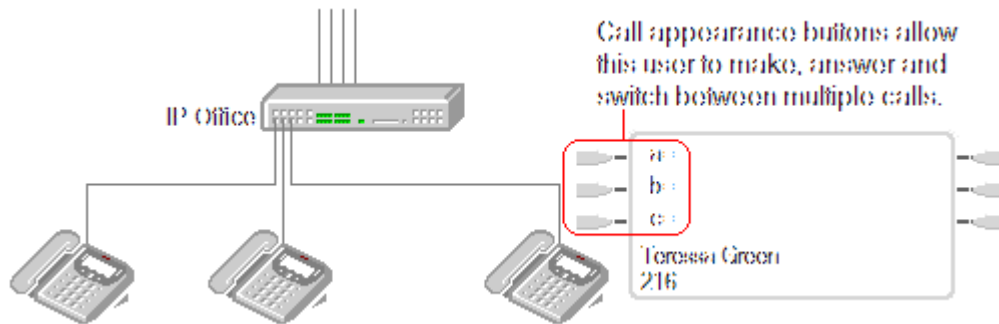 Call appearance buttons allow
this user to make, answer and
switch between multiple calls.
IP Office
a=
b=
c=
Teresa Green
216